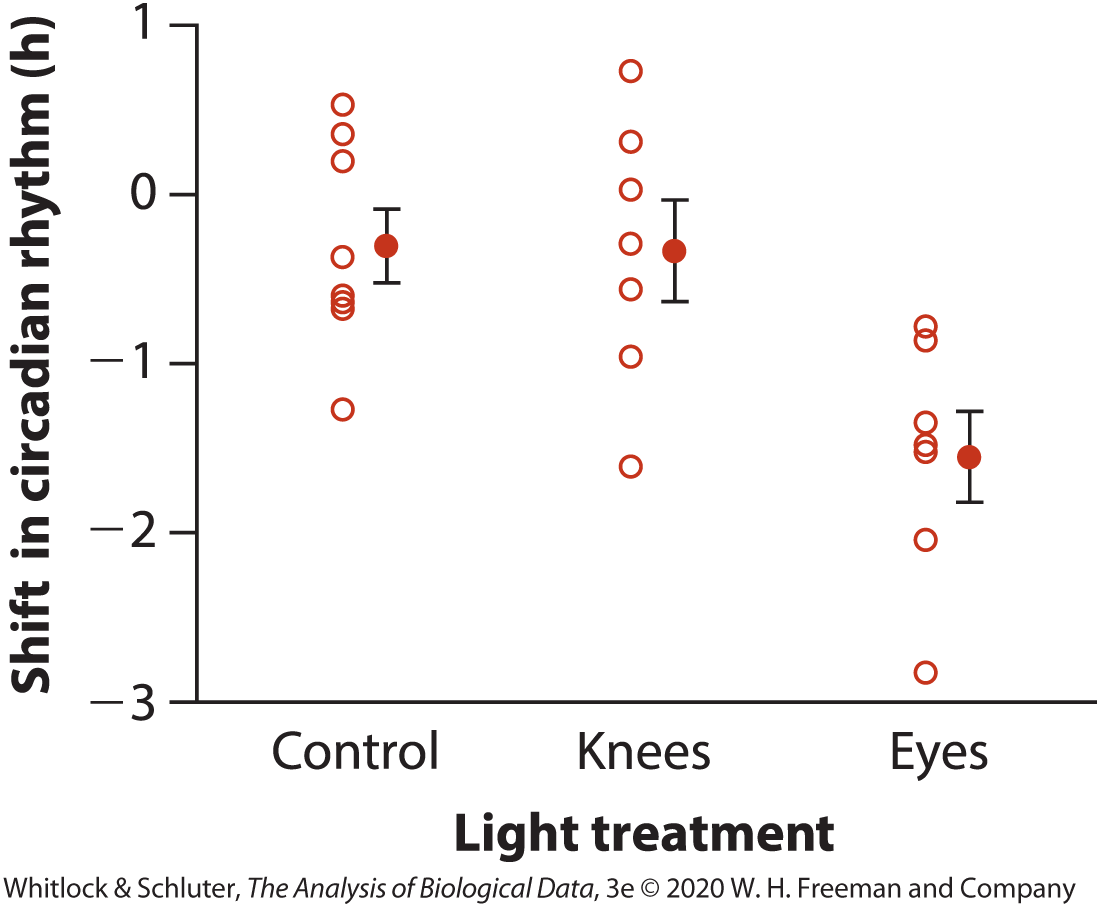 Shift in circadian rhythm (h)
1
0
−1
−2
−3
Control Knees Eyes
Light treatment
Whitlock & Schluter, The Analysis of Biological Data, 3e © 2020 W. H. Freeman and Company